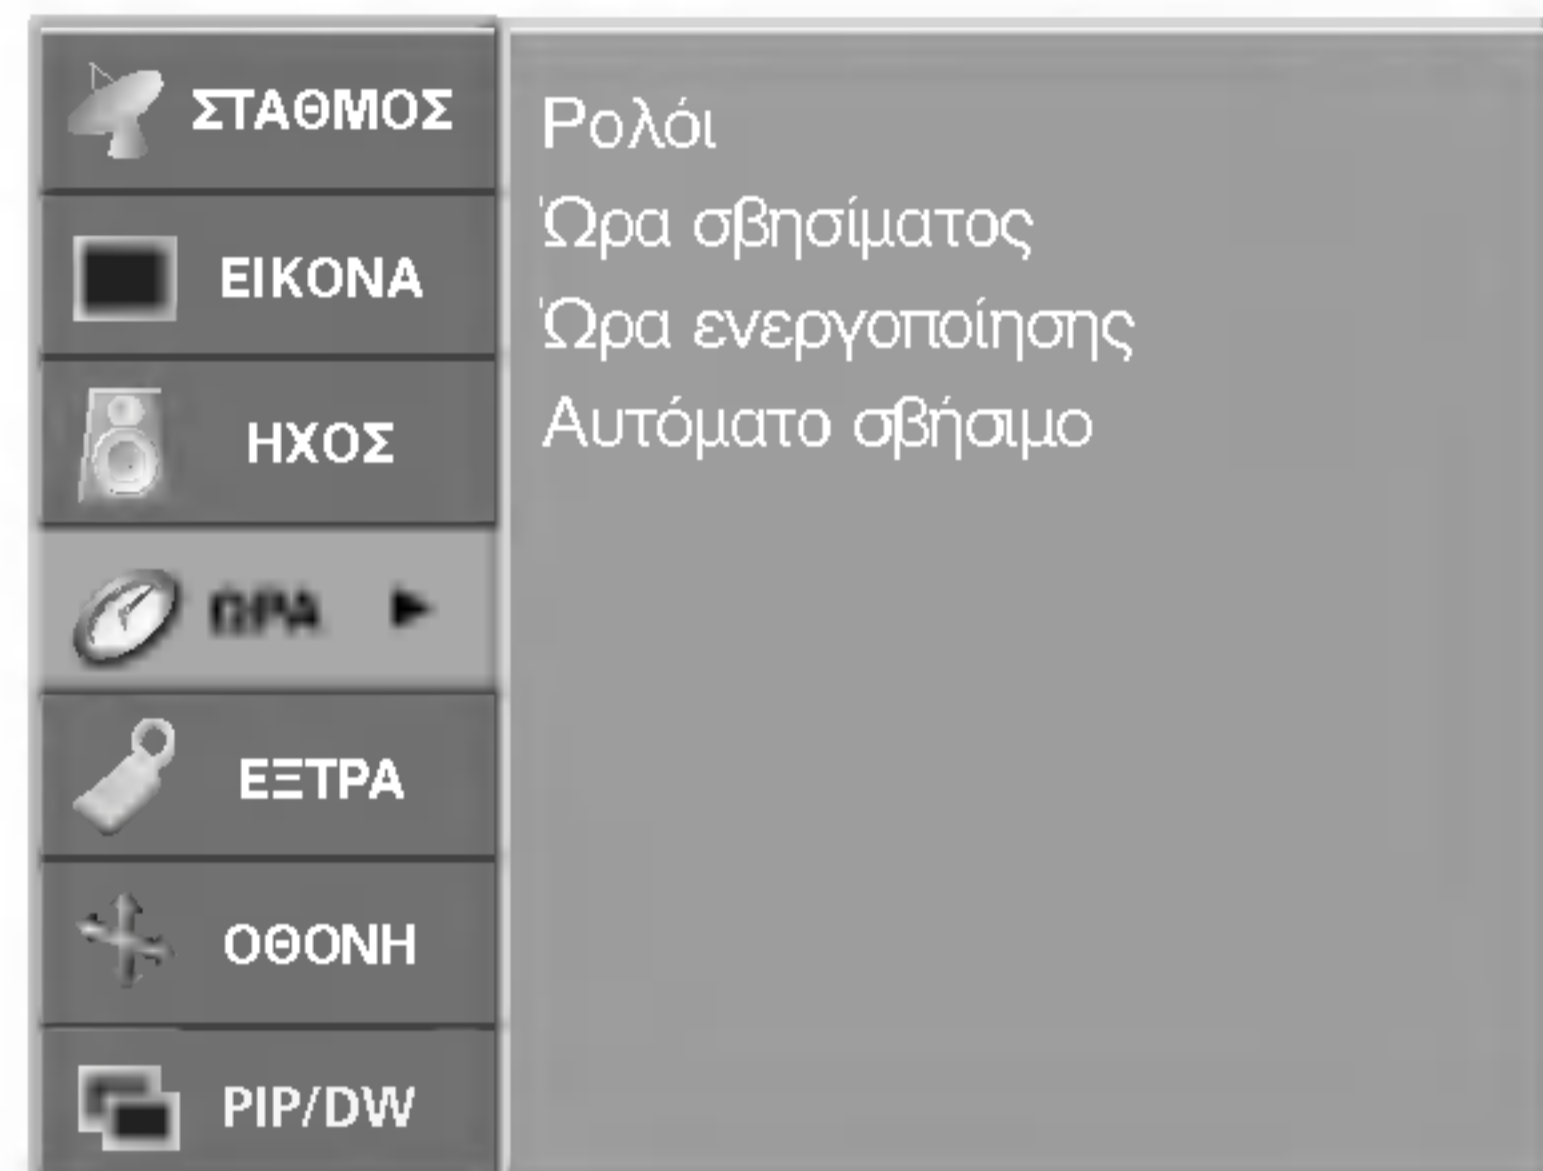 ΣΤΑΘΜΟΣ
ΕΙΚΟΝΑ
ΗΧΟΣ
ΩΡΑ ►
ΕΞΤΡΑ
ΟΘΟΝΗ
PIP/DW
Ρολόι
Ώρα σβησίματος
Ώρα ενεργοποίησης
Αυτόματο σβήσιμο